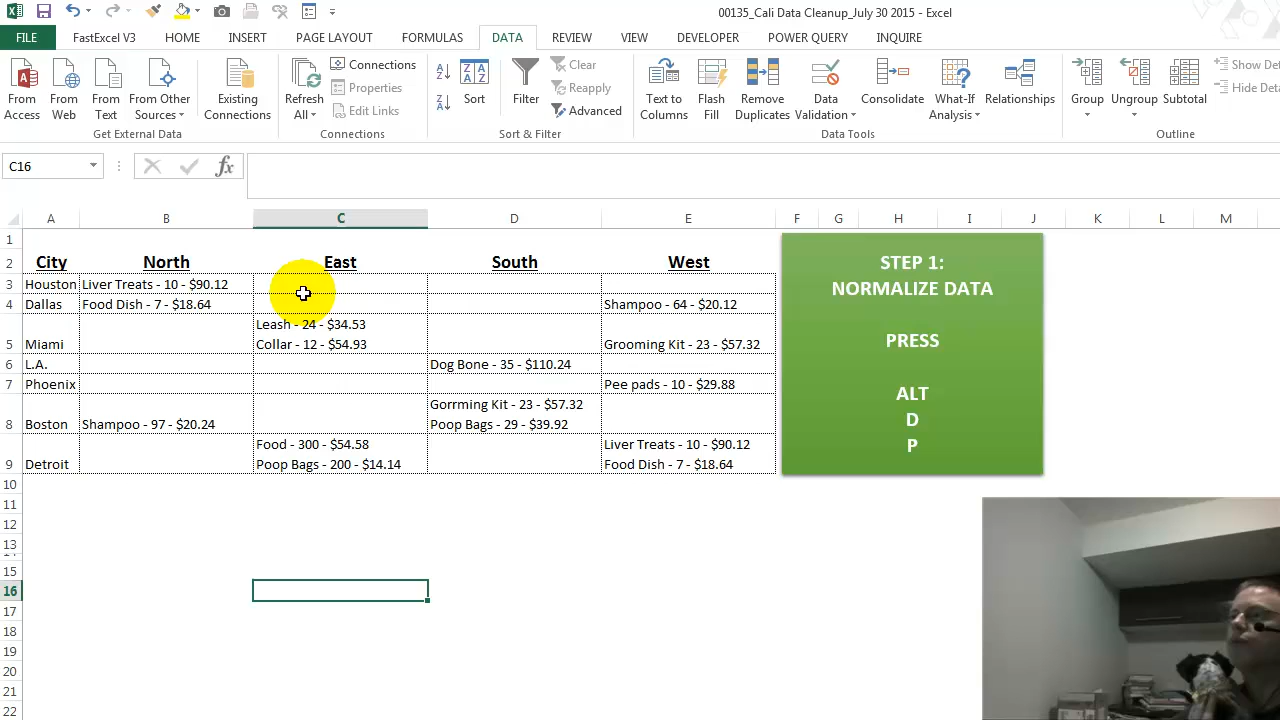 00135_Cali Data Cleanup_July 30 2015 - Excel
FILE FastExcel V3 HOME INSERT PAGE LAYOUT FORMULAS DATA REVIEW VIEW DEVELOPER POWER QUERY INQUIRE
From Access
From Web
From Text
From Other Sources
Get External Data
Existing Connections
Refresh All
Connections
Properties
Edit Links
Connections
Sort
Filter
Clear
Reapply
Advanced
Sort & Filter
Text to Columns
Flash Fill
Remove Duplicates
Data Validation
Consolidate
What-If Analysis
Relationships
Data Tools
Group
Ungroup
Subtotal
Show Det
Hide Deta
Outline
C16
fx
A B C D E F G H I J K L M
1
2 City North East South West
3 Houston Liver Treats - 10 - $90.12
4 Dallas Food Dish - 7 - $18.64 Shampoo - 64 - $20.12
Leash - 24 - $34.53
5 Miami Collar - 12 - $54.93 Grooming Kit - 23 - $57.32
6 L.A. Dog Bone - 35 - $110.24
7 Phoenix Pee pads - 10 - $29.88
Gorrming Kit - 23 - $57.32
8 Boston Shampoo - 97 - $20.24 Poop Bags - 29 - $39.92
Food - 300 - $54.58 Liver Treats - 10 - $90.12
9 Detroit Poop Bags - 200 - $14.14 Food Dish - 7 - $18.64
10
11
12
13
15
16
17
18
19
20
21
22
STEP 1:
NORMALIZE DATA
PRESS
ALT
D
P